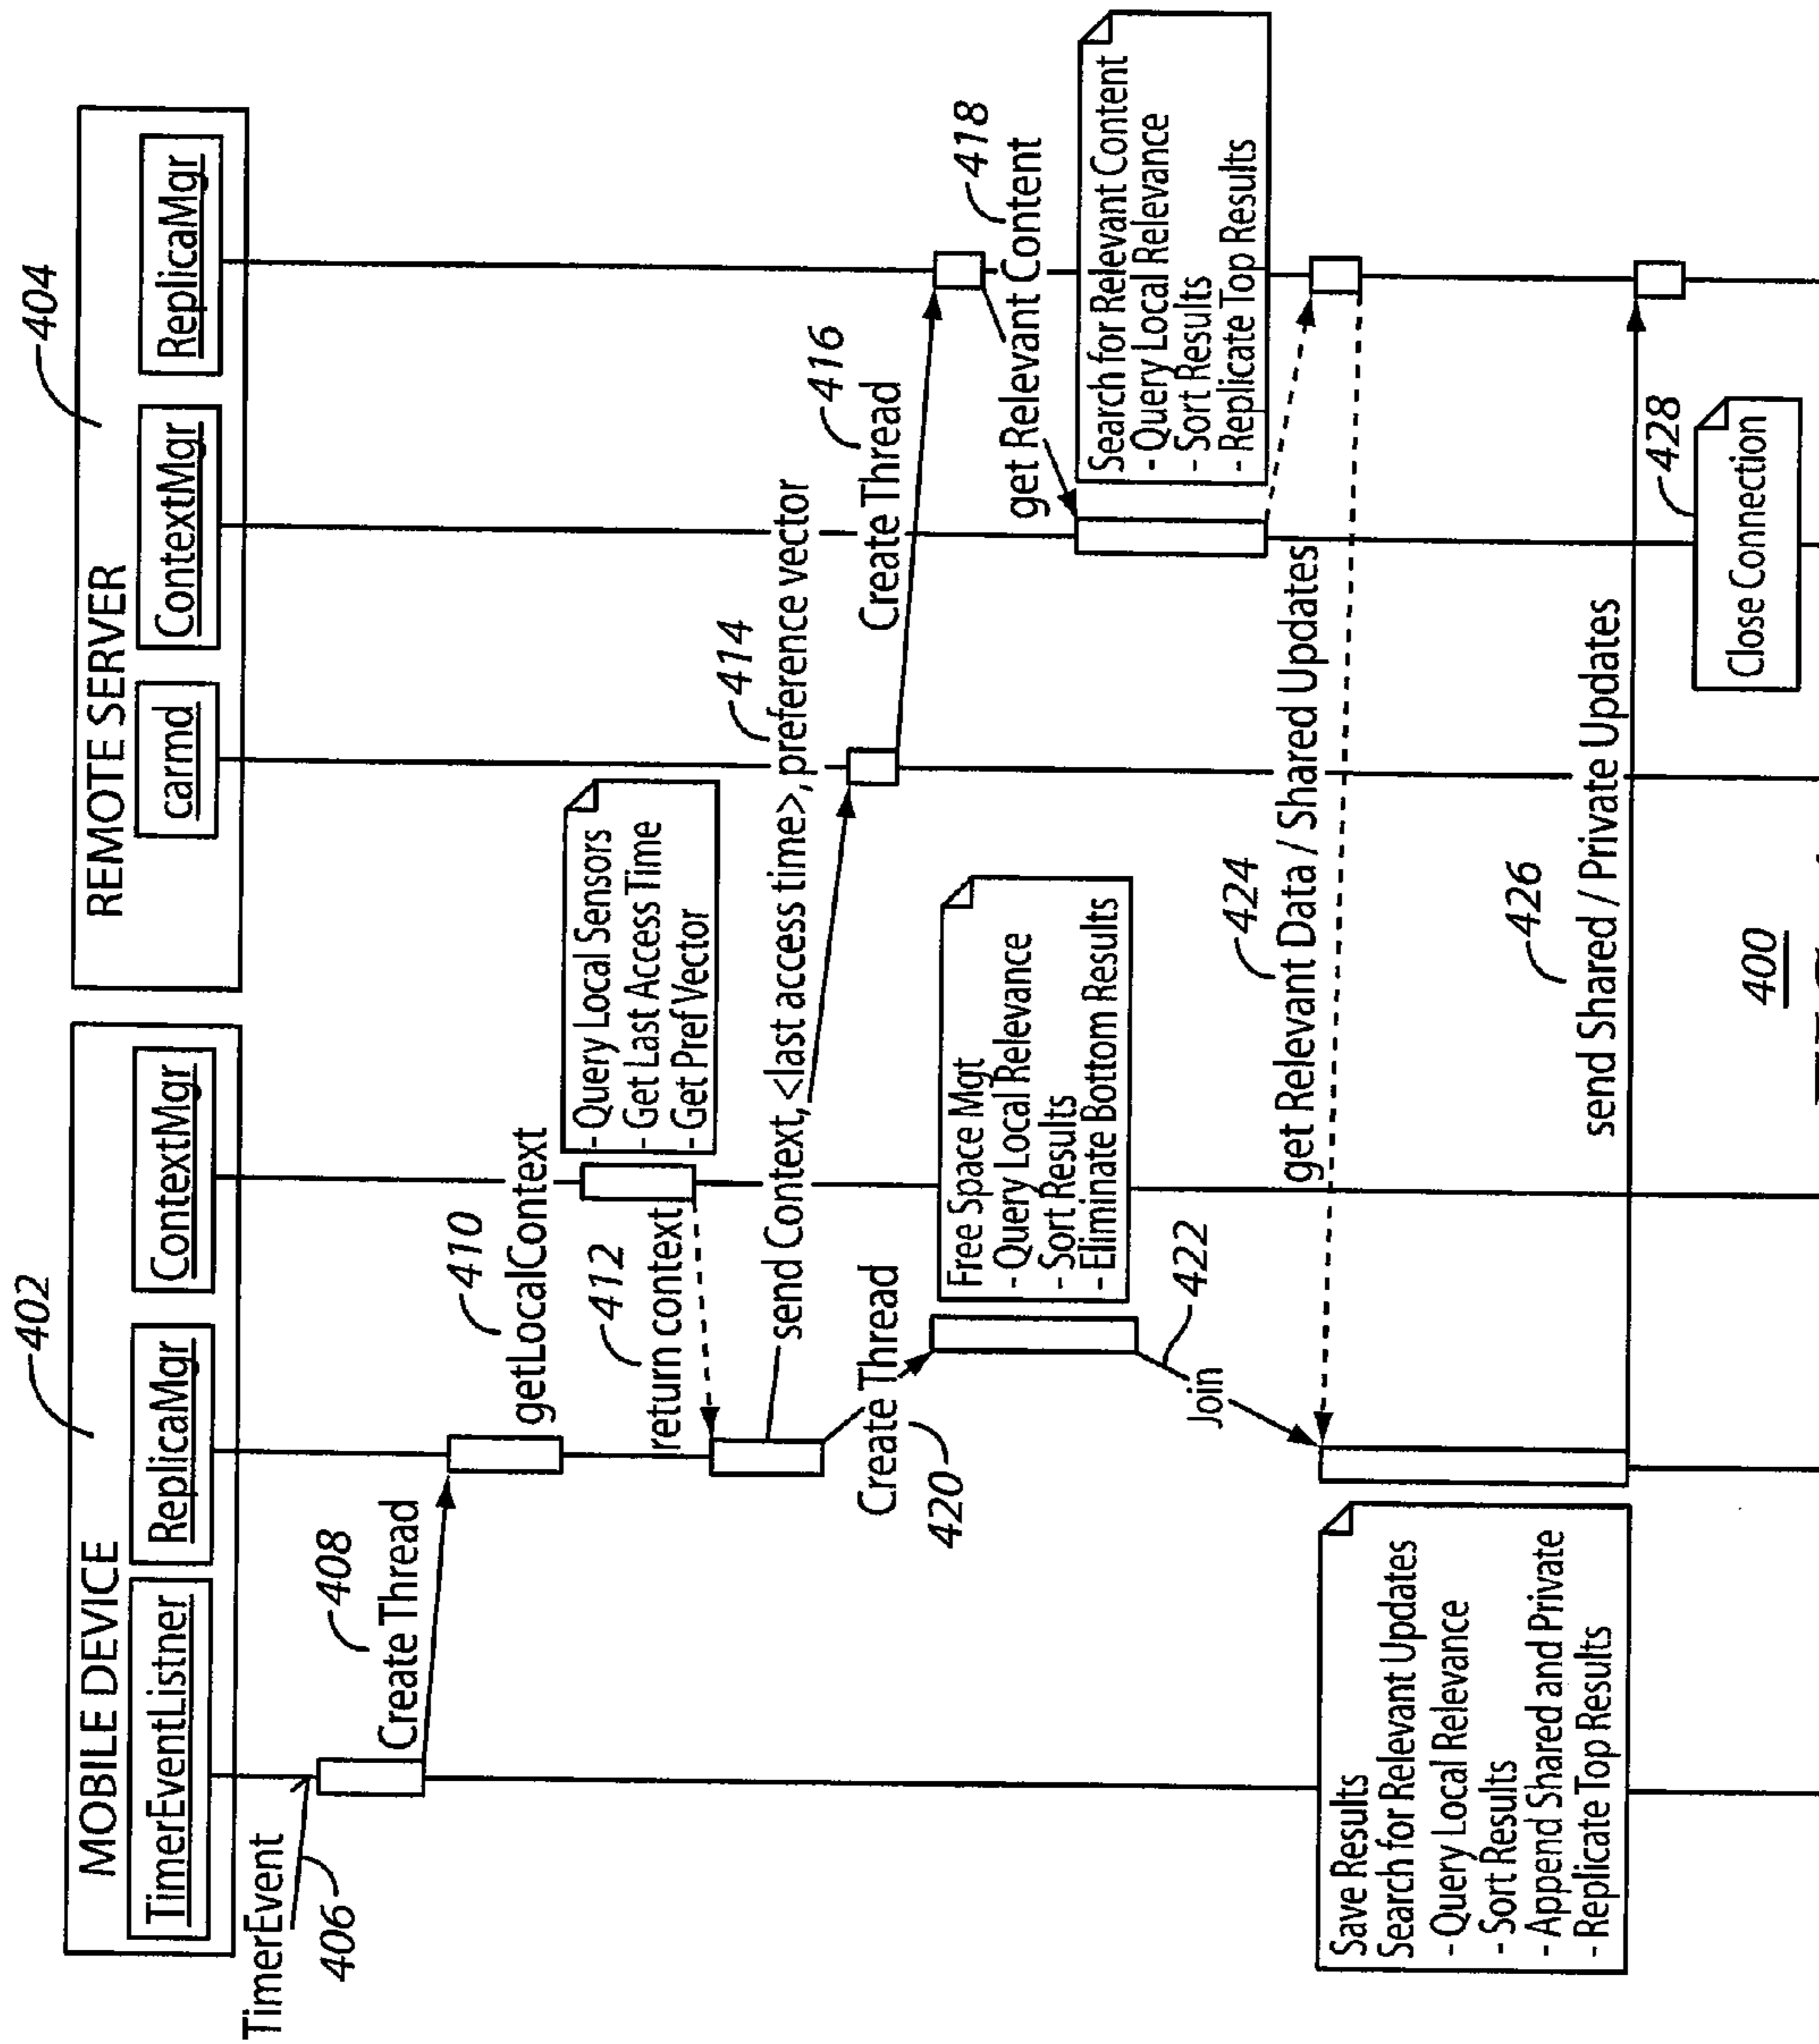 MOBILE DEVICE
402
TimerEventListner
ReplicaMgr
ContextMgr
REMOTE SERVER
404
carmd
ContextMgr
ReplicaMgr
TimerEvent
406
Create Thread
408
getLocalContext
410
- Query Local Sensors
- Get Last Access Time
- Get Pref Vector
return context
412
send Context, <last access time>, preference vector
414
Create Thread
416
Create Thread
420
get Relevant Content
418
Free Space Mgt
- Query Local Relevance
- Sort Results
- Eliminate Bottom Results
Search for Relevant Content
- Query Local Relevance
- Sort Results
- Replicate Top Results
Join
422
get Relevant Data / Shared Updates
424
Save Results
Search for Relevant Updates
- Query Local Relevance
- Sort Results
- Append Shared and Private
- Replicate Top Results
send Shared / Private Updates
426
Close Connection
428
400